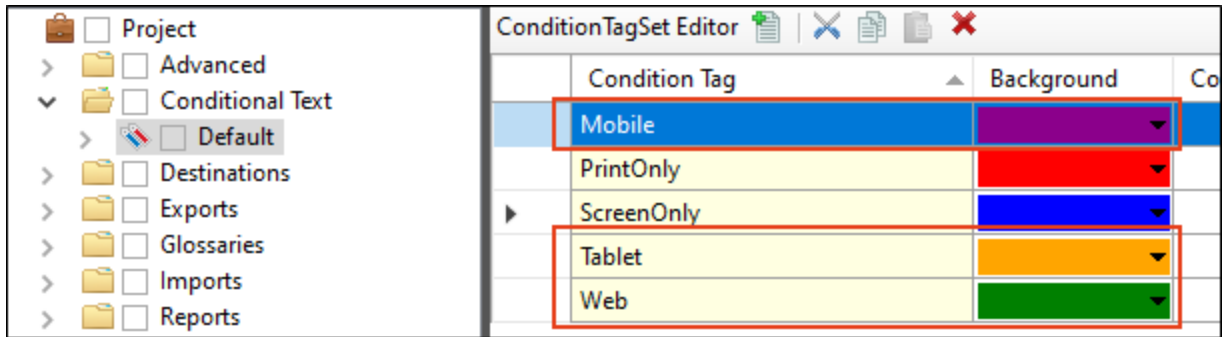 Project
Advanced
Conditional Text
Default
Destinations
Exports
Glossaries
Imports
Reports
ConditionTagSet Editor
Condition Tag Background Co
Mobile
PrintOnly
ScreenOnly
Tablet
Web